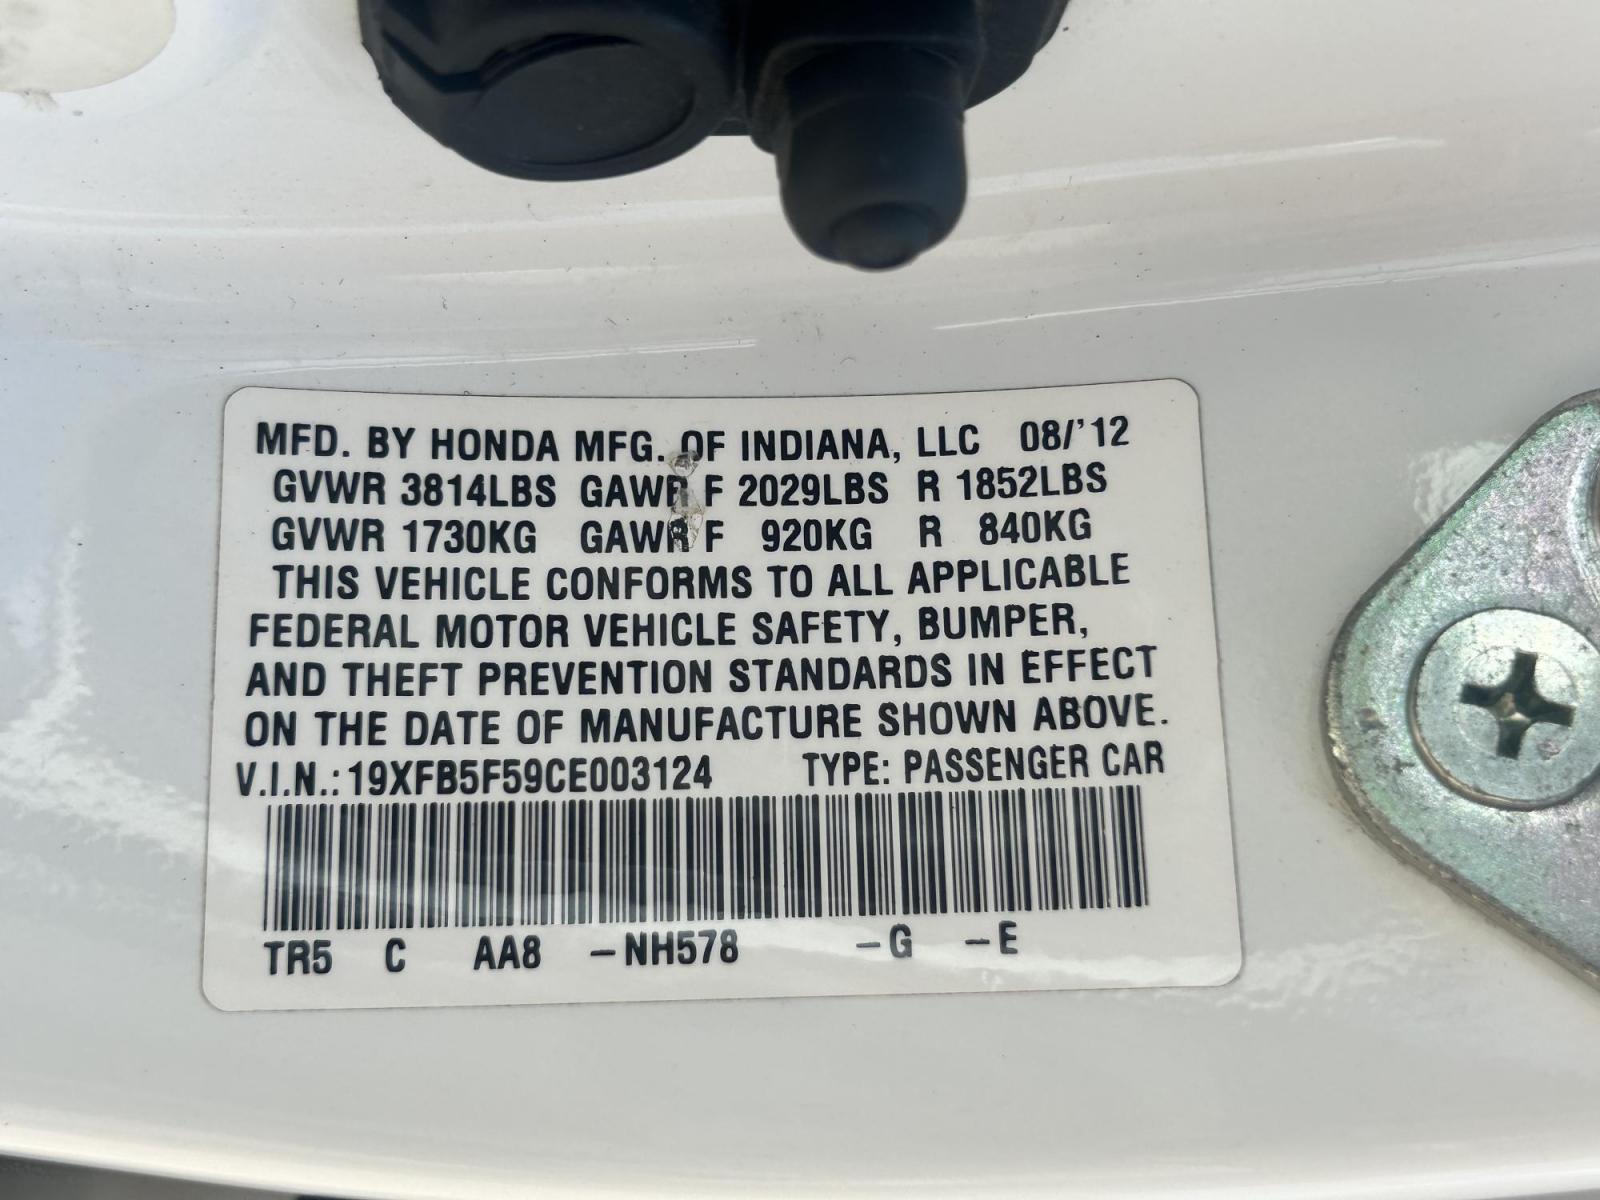 MFD. BY HONDA MFG. OF INDIANA, LLC 08/'12
GVWR 3814LBS GAWR F 2029LBS R 1852LBS
GVWR 1730KG GAWR F 920KG R 840KG
THIS VEHICLE CONFORMS TO ALL APPLICABLE
FEDERAL MOTOR VEHICLE SAFETY, BUMPER,
AND THEFT PREVENTION STANDARDS IN EFFECT
ON THE DATE OF MANUFACTURE SHOWN ABOVE.
V.I.N.: 19XFB5F59CE003124 TYPE: PASSENGER CAR
TR5 C AA8 –NH578 –G –E